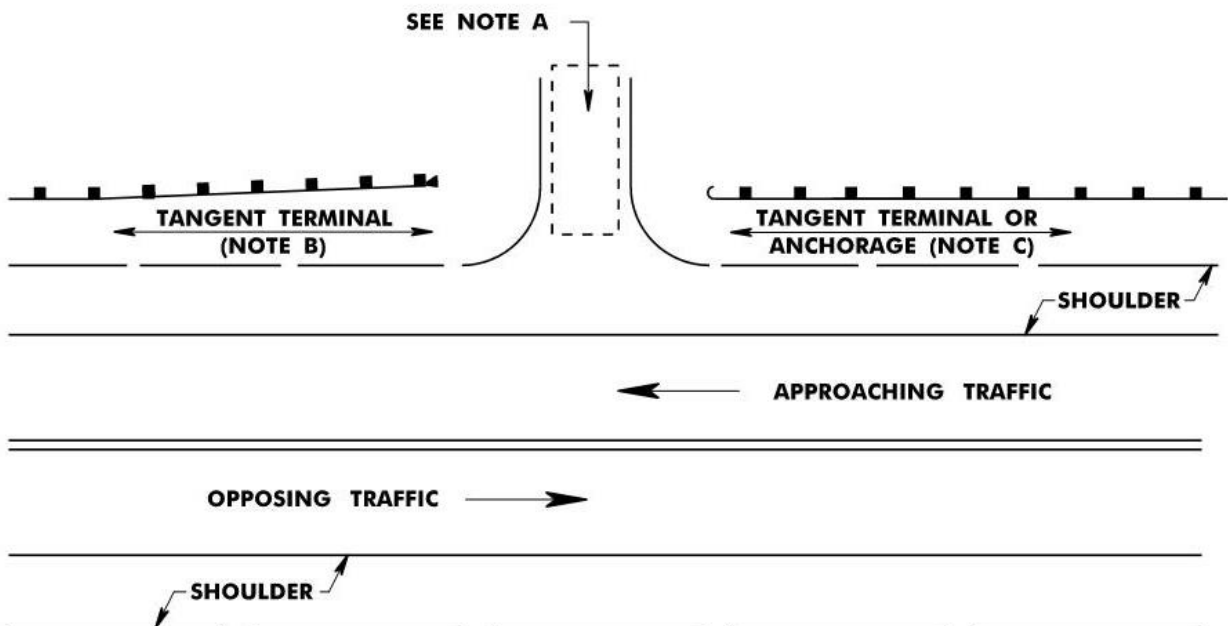 SEE NOTE A
TANGENT TERMINAL
(NOTE B)
TANGENT TERMINAL OR
ANCHORAGE (NOTE C)
SHOULDER
APPROACHING TRAFFIC
OPPOSING TRAFFIC
SHOULDER